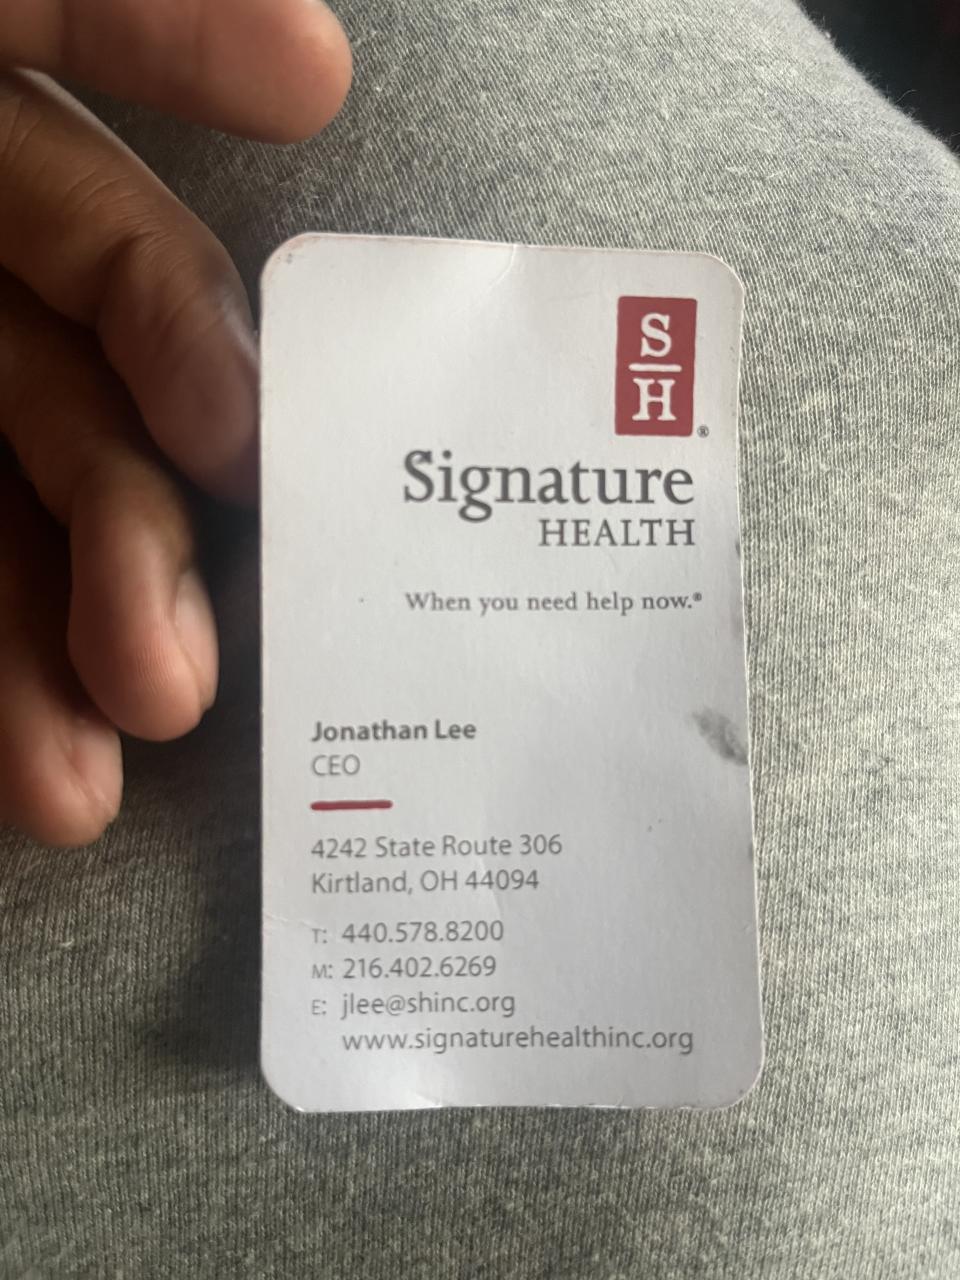 S
H
®
Signature
HEALTH
When you need help now.®
Jonathan Lee
CEO
4242 State Route 306
Kirtland, OH 44094
T: 440.578.8200
M: 216.402.6269
E: jlee@shinc.org
www.signaturehealthinc.org